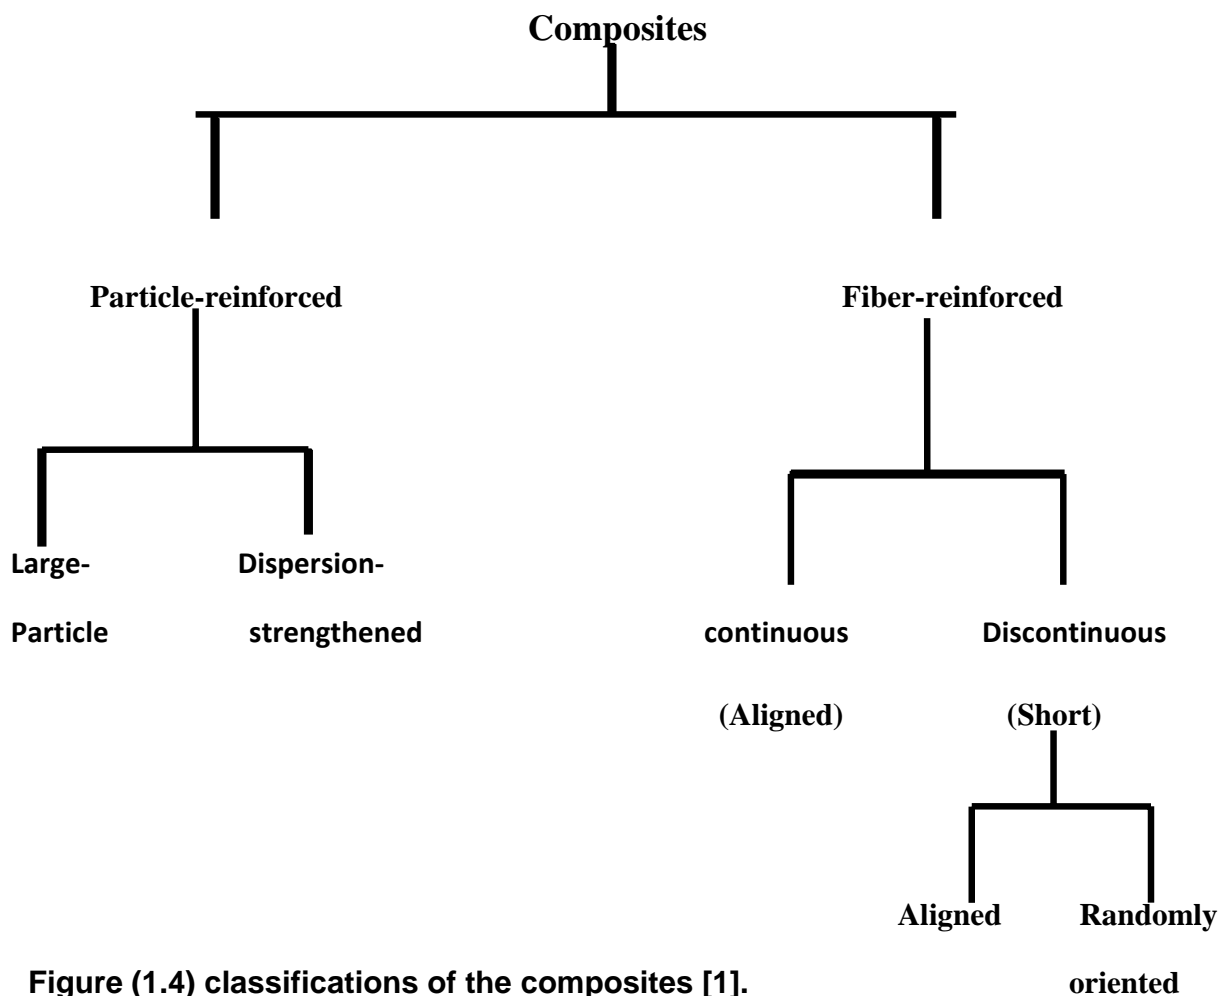 Composites
Particle-reinforced
Fiber-reinforced
Large-
Particle
Dispersion-
strengthened
continuous
(Aligned)
Discontinuous
(Short)
Aligned
Randomly
oriented
Figure (1.4) classifications of the composites [1].